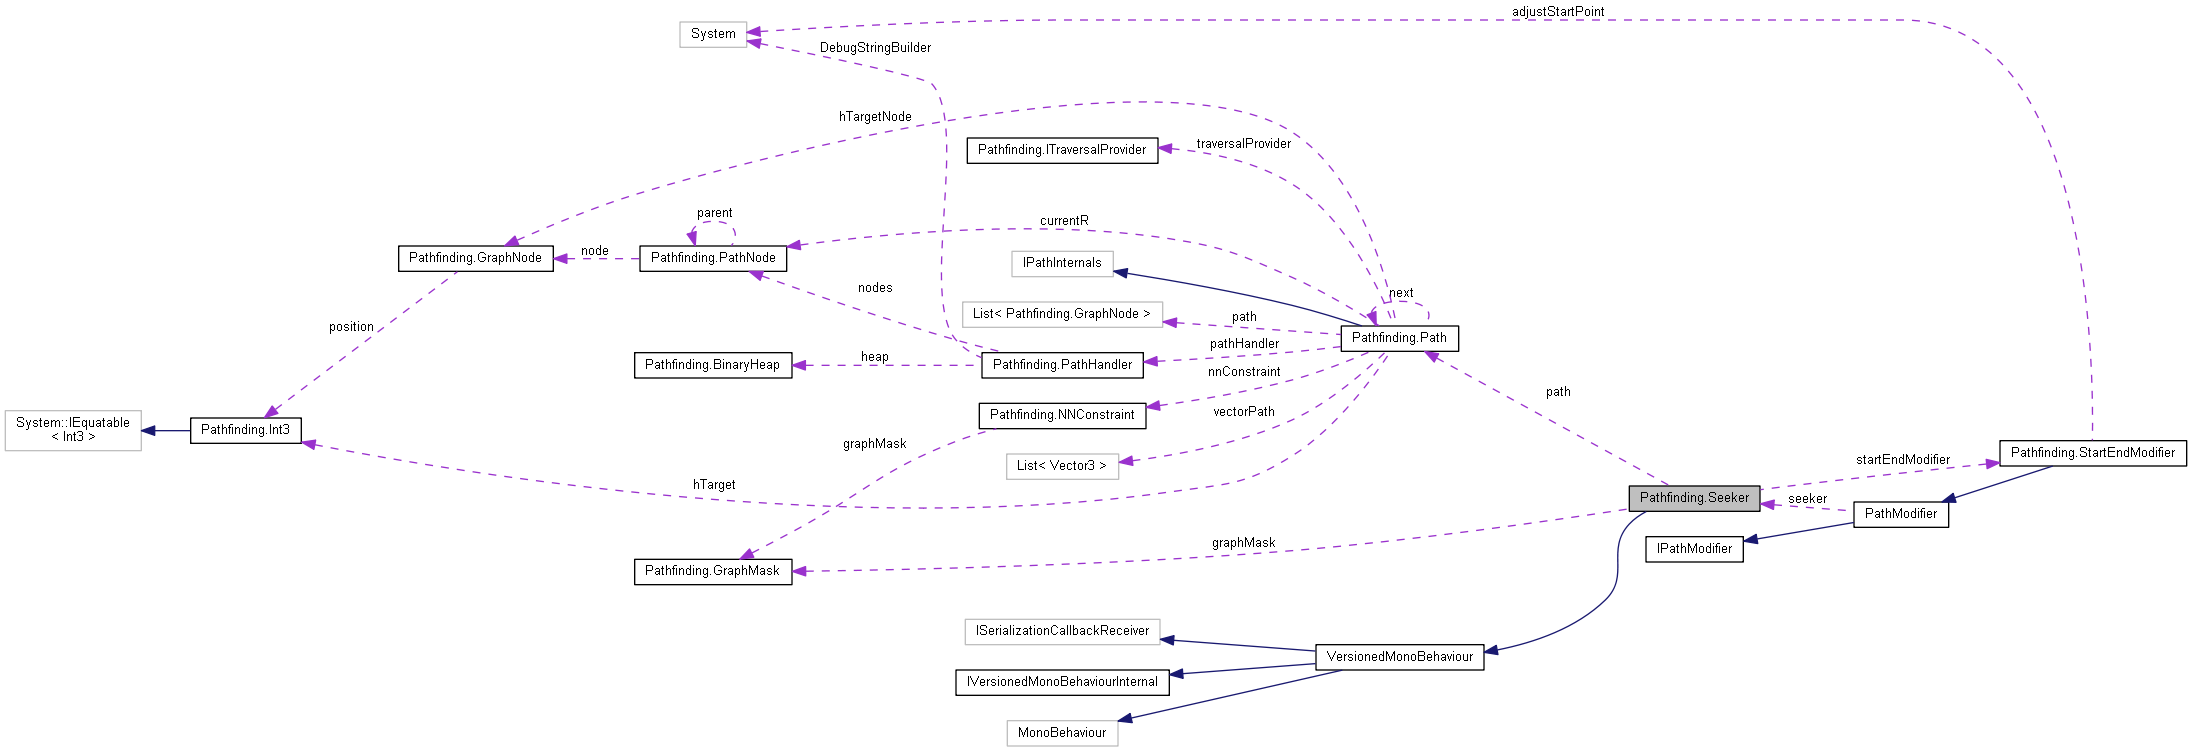 adjustStartPoint
System
DebugStringBuilder
hTargetNode
traversalProvider
Pathfinding.ITraversalProvider
parent
currentR
node
Pathfinding.GraphNode
Pathfinding.PathNode
IPathInternals
nodes
next
List< Pathfinding.GraphNode >
path
position
Pathfinding.Path
pathHandler
heap
Pathfinding.BinaryHeap
Pathfinding.PathHandler
nnConstraint
path
vectorPath
Pathfinding.NNConstraint
System::IEquatable
< Int3 >
Pathfinding.Int3
graphMask
Pathfinding.StartEndModifier
startEndModifier
List< Vector3 >
hTarget
Pathfinding.Seeker
seeker
PathModifier
graphMask
IPathModifier
Pathfinding.GraphMask
ISerializationCallbackReceiver
VersionedMonoBehaviour
IVersionedMonoBehaviourInternal
MonoBehaviour